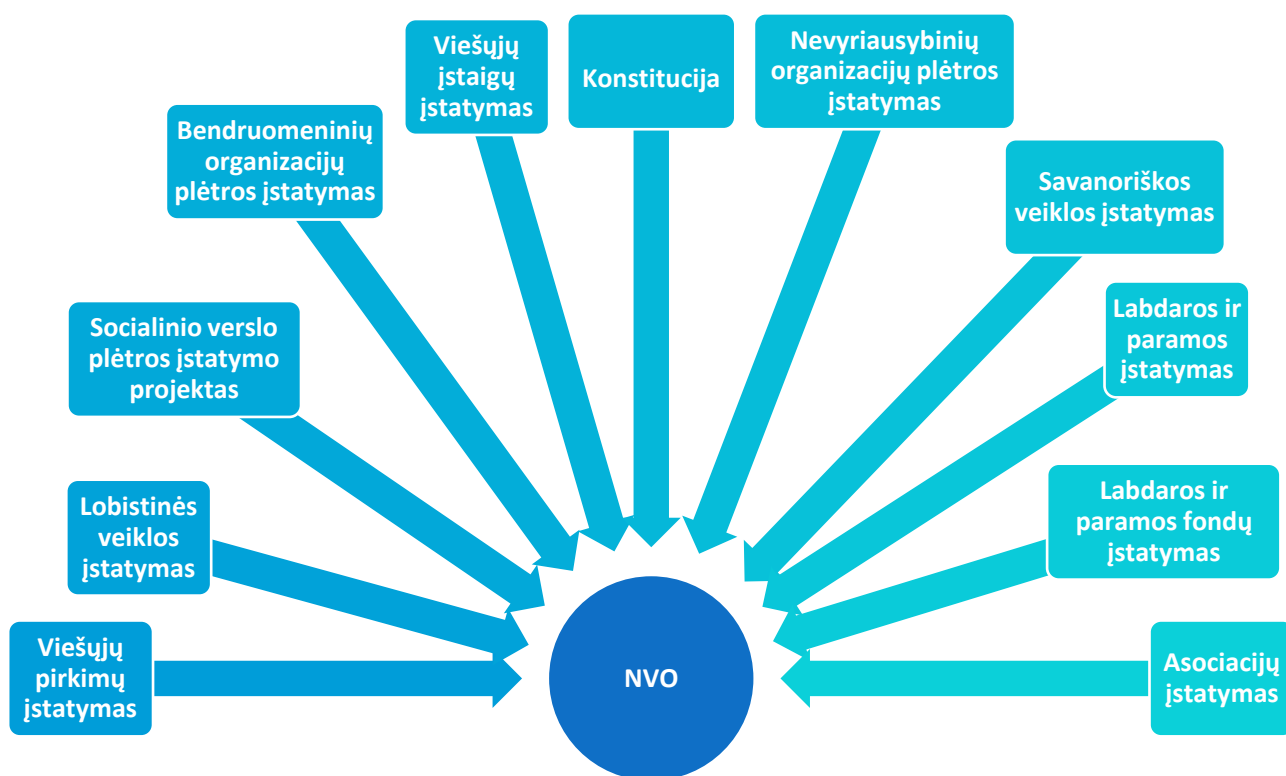 Viešųjų
įstaigų
įstatymas
Konstitucija
Nevyriausybinių
organizacijų plėtros
įstatymas
Bendruomeninių
organizacijų
plėtros įstatymas
Savanoriškos
veiklos įstatymas
Socialinio verslo
plėtros įstatymo
projektas
Labdaros ir
paramos
įstatymas
Lobistinės
veiklos
įstatymas
Labdaros ir
paramos fondų
įstatymas
Viešųjų
pirkimų
įstatymas
NVO
Asociacijų
įstatymas